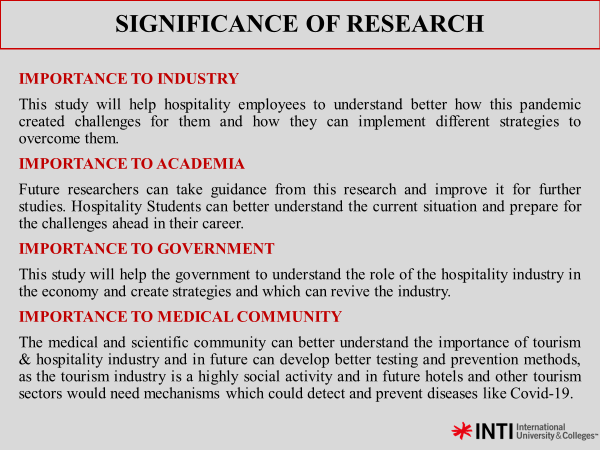 SIGNIFICANCE OF RESEARCH
IMPORTANCE TO INDUSTRY
This study will help hospitality employees to understand better how this pandemic
created challenges for them and how they can implement different strategies to
overcome them.
IMPORTANCE TO ACADEMIA
Future researchers can take guidance from this research and improve it for further
studies. Hospitality Students can better understand the current situation and prepare for
the challenges ahead in their career.
IMPORTANCE TO GOVERNMENT
This study will help the government to understand the role of the hospitality industry in
the economy and create strategies and which can revive the industry.
IMPORTANCE TO MEDICAL COMMUNITY
The medical and scientific community can better understand the importance of tourism
& hospitality industry and in future can develop better testing and prevention methods,
as the tourism industry is a highly social activity and in future hotels and other tourism
sectors would need mechanisms which could detect and prevent diseases like Covid-19.
INTI International
University & Colleges™